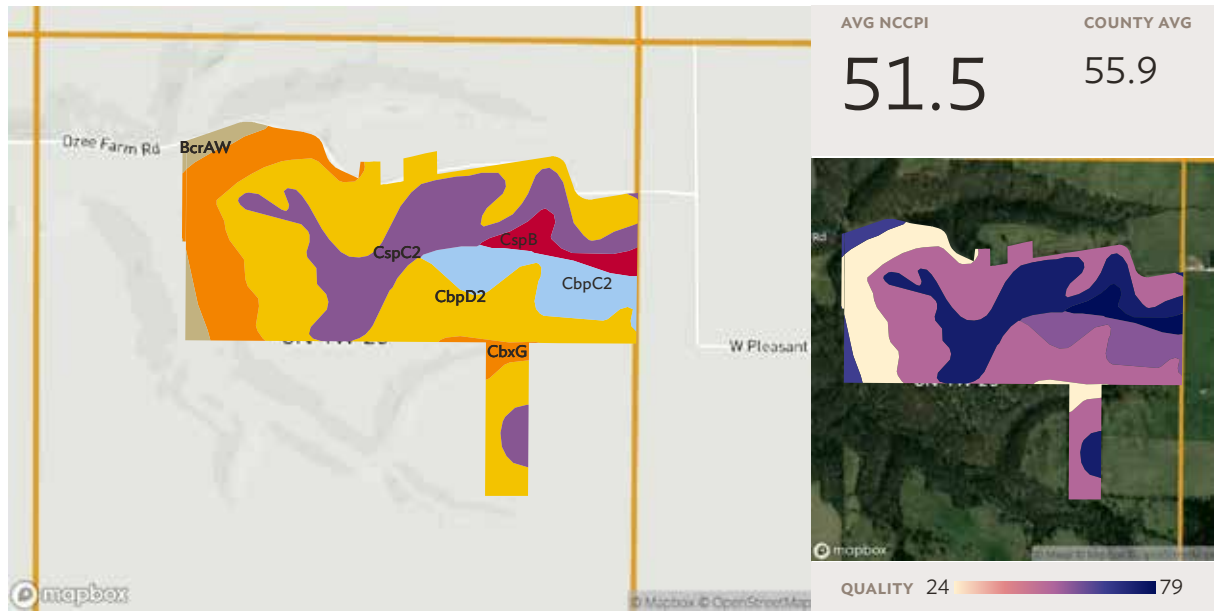 AVG NCCPI
COUNTY AVG
51.5
55.9
Ozee Farm Rd
BcrAW
CspC2
CspB
CbpD2
CbpC2
CbxG
W Pleasant
Rd
mapbox
© Mapbox © OpenStreetMap
mapbox
QUALITY 24
79